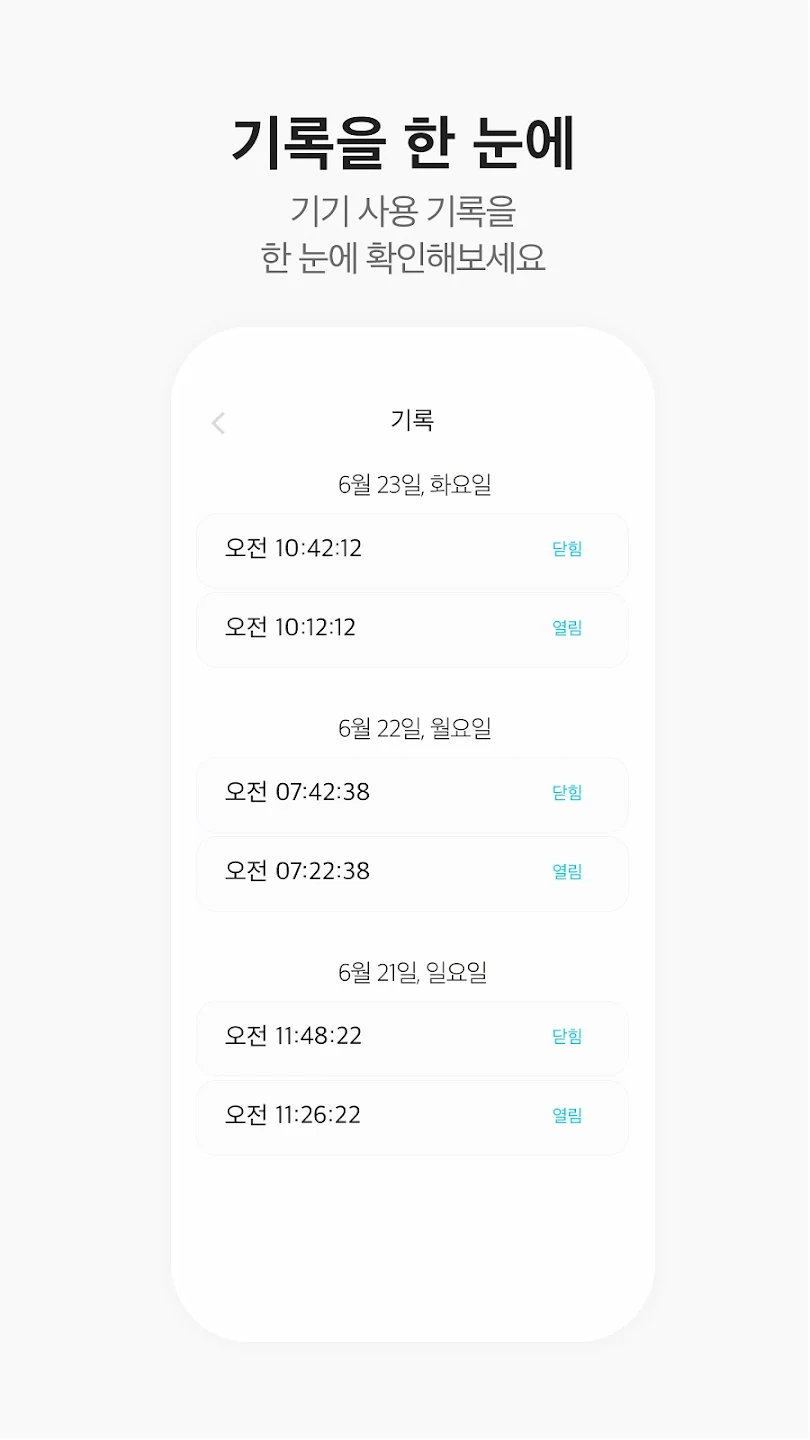 기록을 한 눈에
기기 사용 기록을
한 눈에 확인해보세요
기록
6월 23일, 화요일
오전 10:42:12 닫힘
오전 10:12:12 열림
6월 22일, 월요일
오전 07:42:38 닫힘
오전 07:22:38 열림
6월 21일, 일요일
오전 11:48:22 닫힘
오전 11:26:22 열림